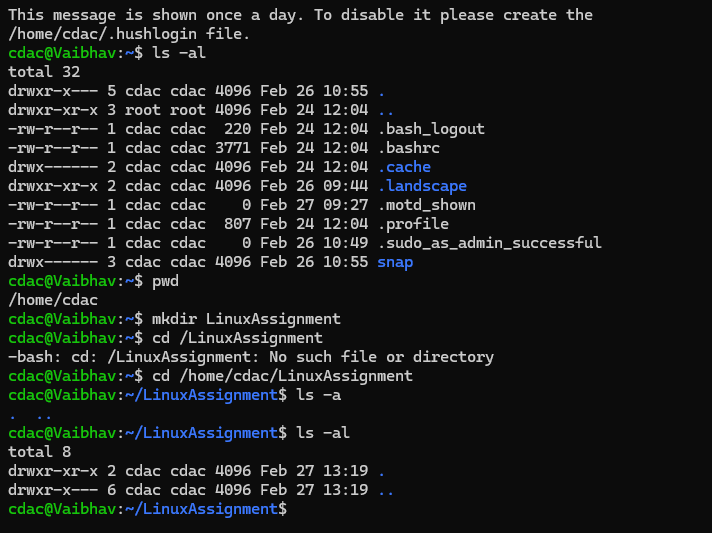 This message is shown once a day. To disable it please create the
/home/cdac/.hushlogin file.
cdac@Vaibhav:~$ ls -al
total 32
drwxr-x--- 5 cdac cdac 4096 Feb 26 10:55 .
drwxr-xr-x 3 root root 4096 Feb 24 12:04 ..
-rw-r--r-- 1 cdac cdac  220 Feb 24 12:04 .bash_logout
-rw-r--r-- 1 cdac cdac 3771 Feb 24 12:04 .bashrc
drwx------ 2 cdac cdac 4096 Feb 24 12:04 .cache
drwxr-xr-x 2 cdac cdac 4096 Feb 26 09:44 .landscape
-rw-r--r-- 1 cdac cdac    0 Feb 27 09:27 .motd_shown
-rw-r--r-- 1 cdac cdac  807 Feb 24 12:04 .profile
-rw-r--r-- 1 cdac cdac    0 Feb 26 10:49 .sudo_as_admin_successful
drwx------ 3 cdac cdac 4096 Feb 26 10:55 snap
cdac@Vaibhav:~$ pwd
/home/cdac
cdac@Vaibhav:~$ mkdir LinuxAssignment
cdac@Vaibhav:~$ cd /LinuxAssignment
-bash: cd: /LinuxAssignment: No such file or directory
cdac@Vaibhav:~$ cd /home/cdac/LinuxAssignment
cdac@Vaibhav:~/LinuxAssignment$ ls -a
.  ..
cdac@Vaibhav:~/LinuxAssignment$ ls -al
total 8
drwxr-xr-x 2 cdac cdac 4096 Feb 27 13:19 .
drwxr-x--- 6 cdac cdac 4096 Feb 27 13:19 ..
cdac@Vaibhav:~/LinuxAssignment$